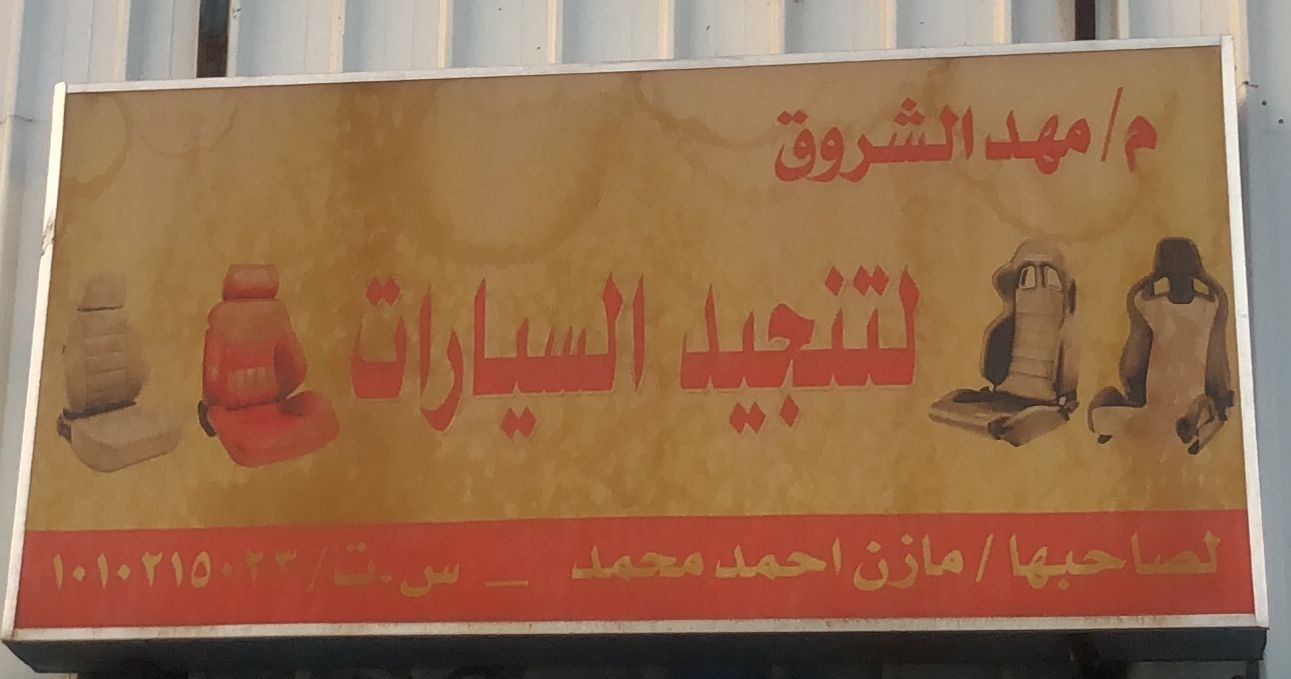 م/مهد الشروق
لتنجيد السيارات
لصاحبها/مازن احمد محمد _ س.ت/١٠١٠٢١٥٠٢٣